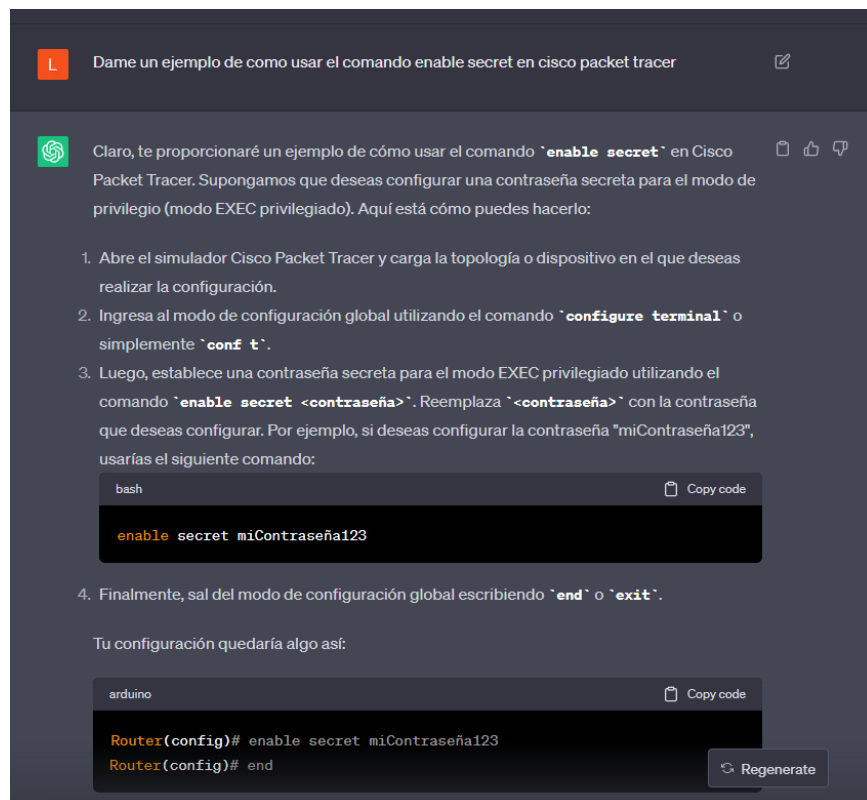 L
Dame un ejemplo de como usar el comando enable secret en cisco packet tracer
Claro, te proporcionaré un ejemplo de cómo usar el comando `enable secret` en Cisco
Packet Tracer. Supongamos que deseas configurar una contraseña secreta para el modo de
privilegio (modo EXEC privilegiado). Aquí está cómo puedes hacerlo:
1. Abre el simulador Cisco Packet Tracer y carga la topología o dispositivo en el que deseas
realizar la configuración.
2. Ingresa al modo de configuración global utilizando el comando `configure terminal` o
simplemente `conf t`.
3. Luego, establece una contraseña secreta para el modo EXEC privilegiado utilizando el
comando `enable secret <contraseña>`. Reemplaza `<contraseña>` con la contraseña
que deseas configurar. Por ejemplo, si deseas configurar la contraseña "miContraseña123",
usarías el siguiente comando:
bash Copy code
enable secret miContraseña123
4. Finalmente, sal del modo de configuración global escribiendo `end` o `exit`.
Tu configuración quedaría algo así:
arduino Copy code
Router(config)# enable secret miContraseña123
Router(config)# end
Regenerate